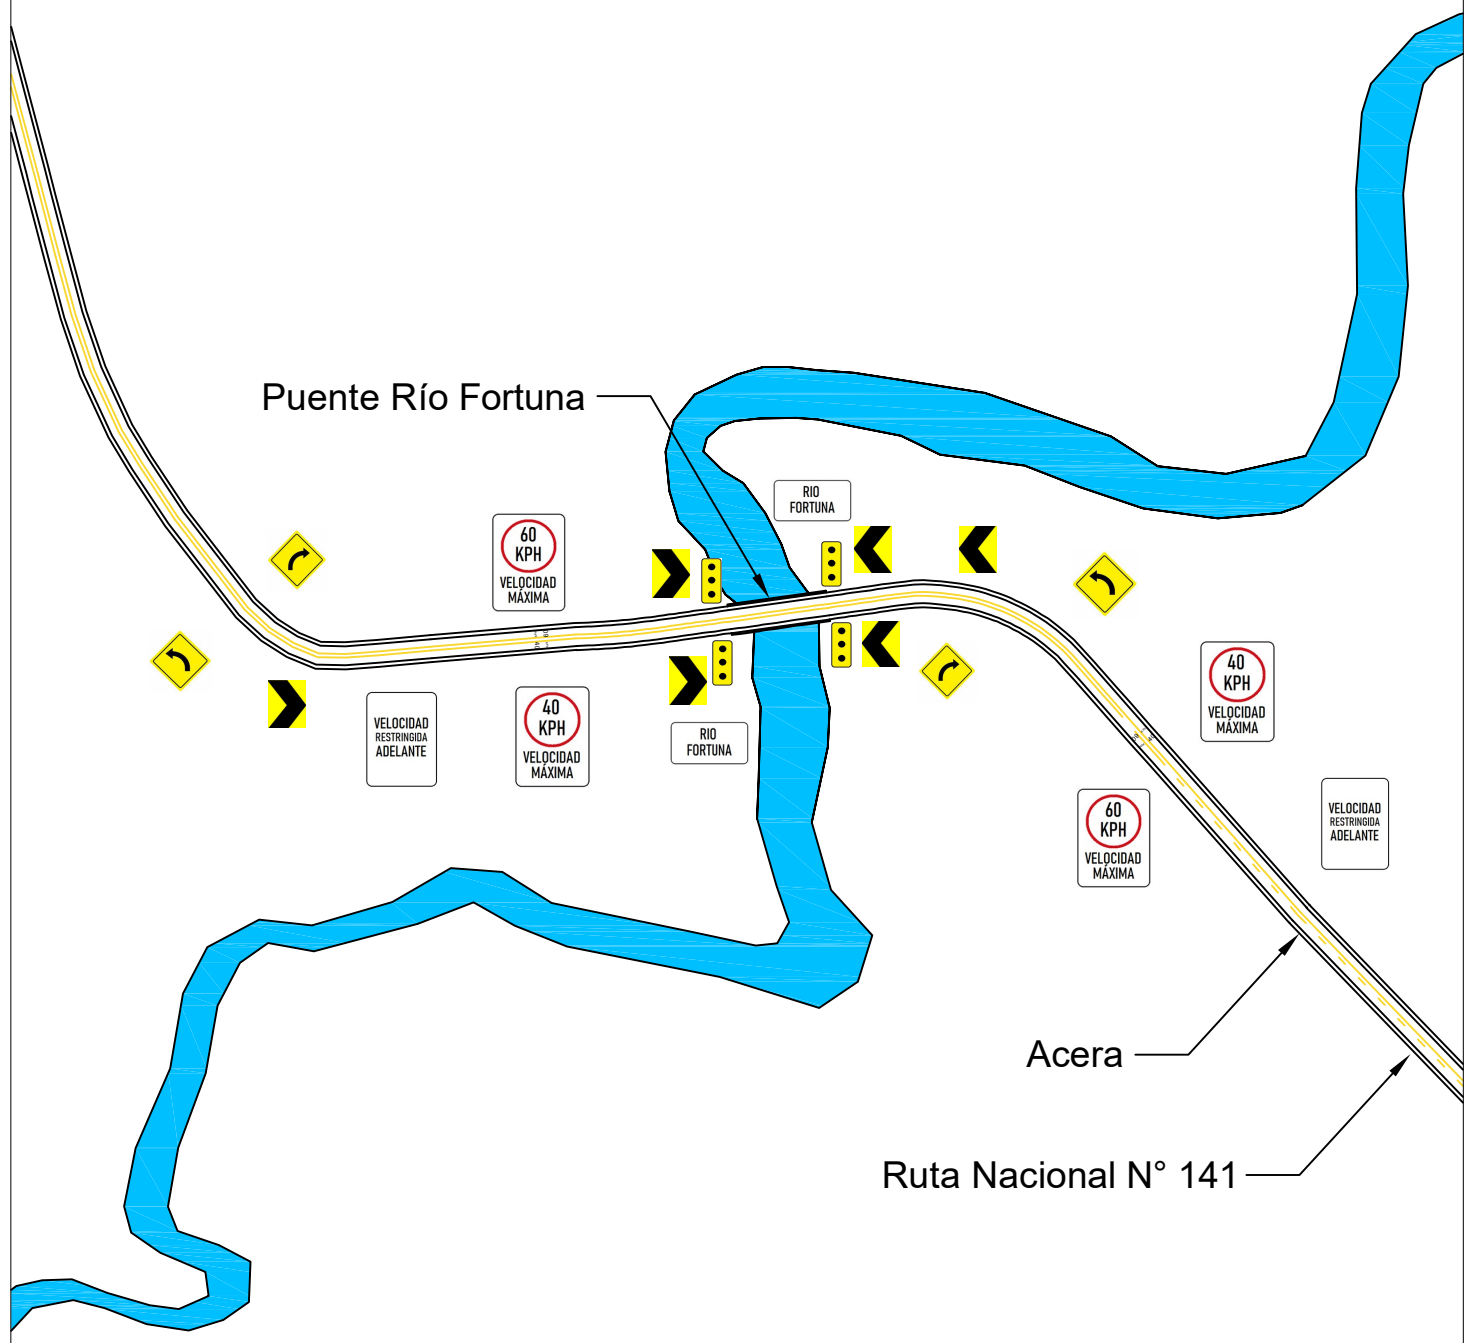 Puente Río Fortuna
RIO
FORTUNA
60
KPH
VELOCIDAD
MÁXIMA
40
KPH
VELOCIDAD
MÁXIMA
VELOCIDAD
RESTRINGIDA
ADELANTE
40
KPH
VELOCIDAD
MÁXIMA
RIO
FORTUNA
60
KPH
VELOCIDAD
MÁXIMA
VELOCIDAD
RESTRINGIDA
ADELANTE
Acera
Ruta Nacional N° 141